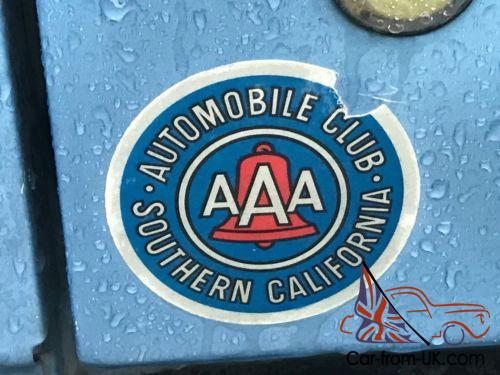 · AUTOMOBILE CLUB ·
AAA
SOUTHERN CALIFORNIA
Car-from-UK.com